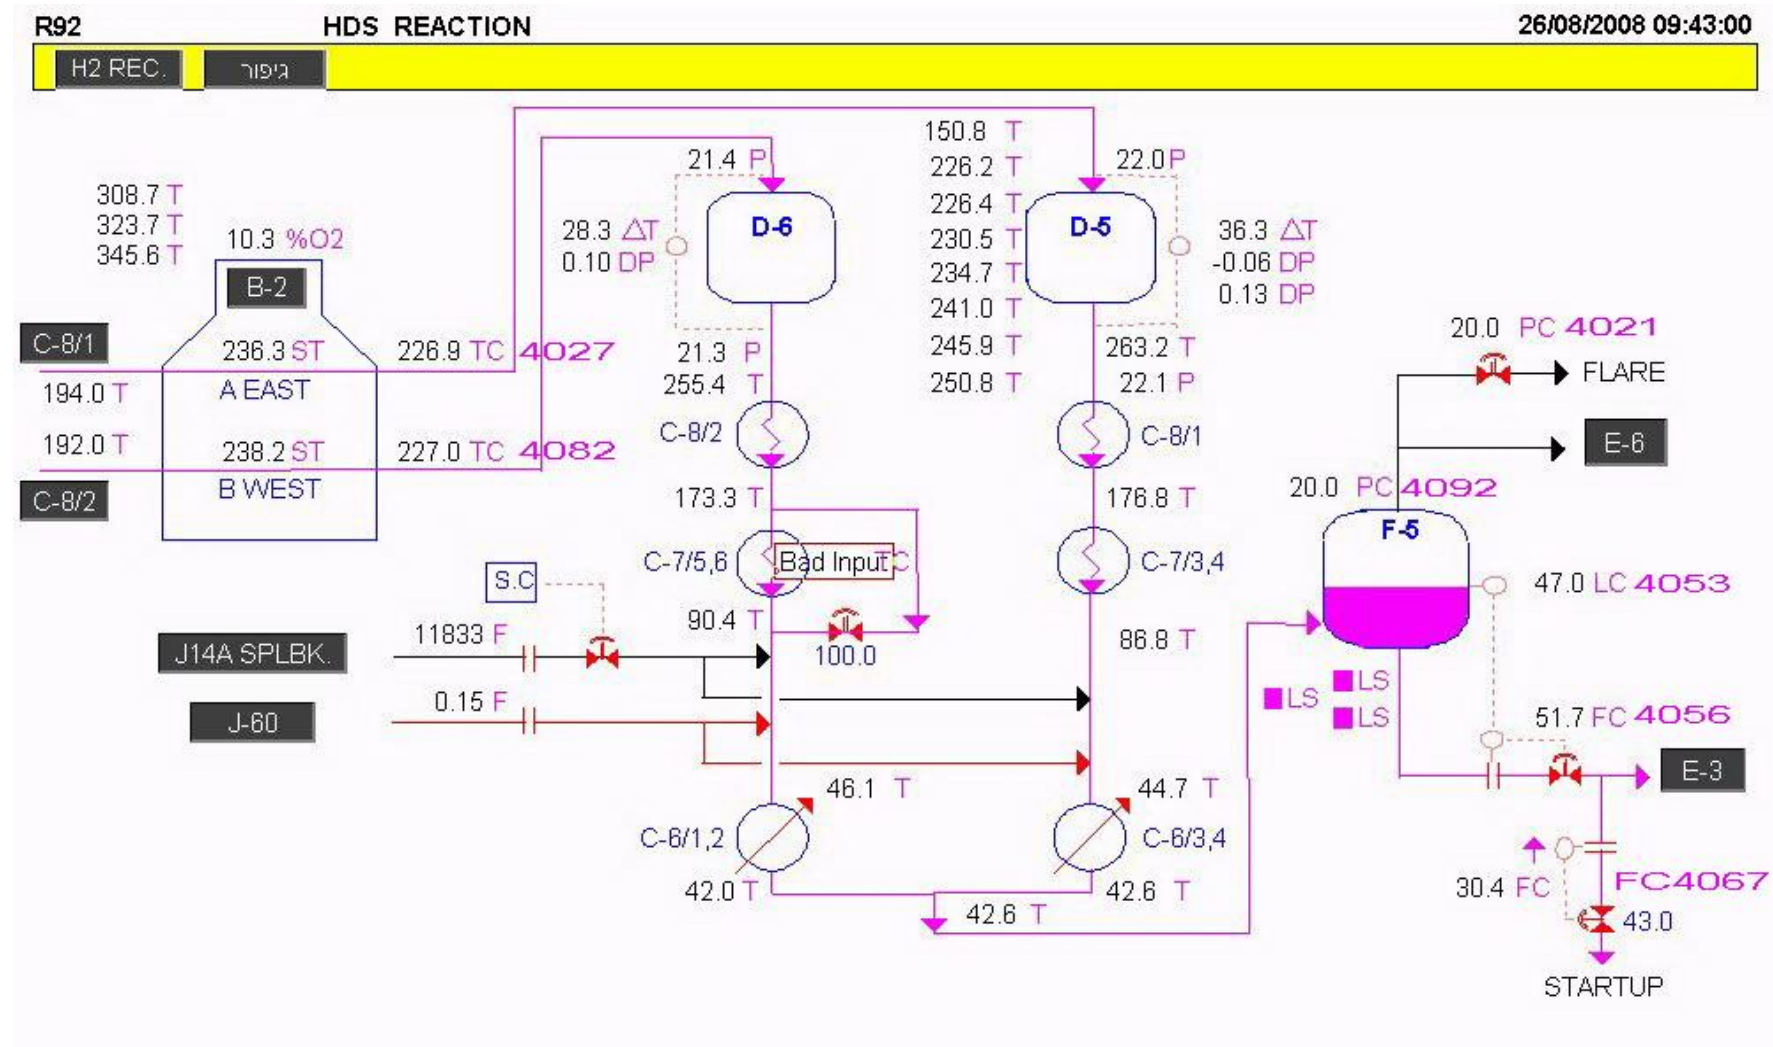 R92 HDS REACTION 26/08/2008 09:43:00
H2 REC. גיפור
308.7 T
323.7 T
345.6 T
10.3 %O2
B-2
C-8/1
236.3 ST 226.9 TC 4027
194.0 T
A EAST
192.0 T
238.2 ST 227.0 TC 4082
B WEST
C-8/2
21.4 P
D-6
28.3 △T
0.10 DP
21.3 P
255.4 T
C-8/2
173.3 T
C-7/5,6
Bad Input C
90.4 T
100.0
150.8 T
226.2 T
226.4 T
230.5 T
234.7 T
241.0 T
245.9 T
250.8 T
22.0 P
D-5
36.3 △T
-0.06 DP
0.13 DP
263.2 T
22.1 P
C-8/1
176.8 T
C-7/3,4
86.8 T
S.C
J14A SPLBK.
11833 F
J-60
0.15 F
46.1 T
C-6/1,2
42.0 T
44.7 T
C-6/3,4
42.6 T
42.6 T
20.0 PC 4021
FLARE
E-6
20.0 PC 4092
F-5
47.0 LC 4053
LS
LS
LS
51.7 FC 4056
E-3
30.4 FC FC4067
43.0
STARTUP